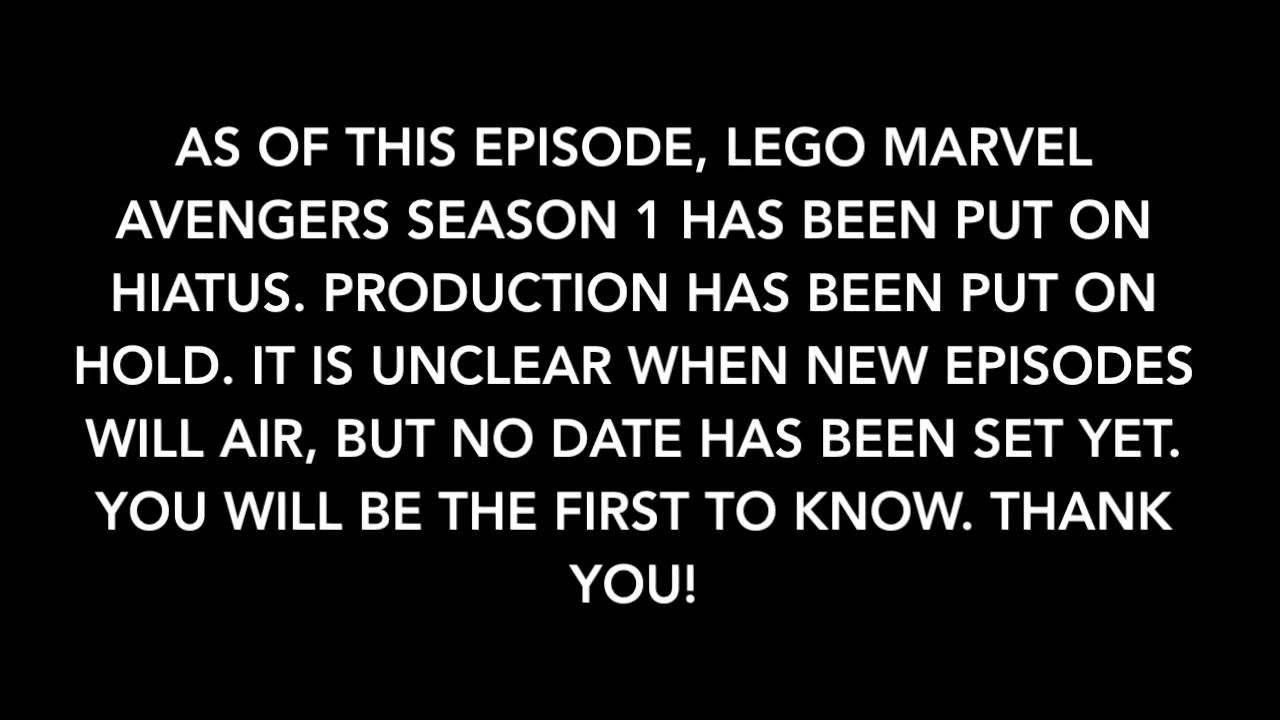 AS OF THIS EPISODE, LEGO MARVEL
AVENGERS SEASON 1 HAS BEEN PUT ON
HIATUS. PRODUCTION HAS BEEN PUT ON
HOLD. IT IS UNCLEAR WHEN NEW EPISODES
WILL AIR, BUT NO DATE HAS BEEN SET YET.
YOU WILL BE THE FIRST TO KNOW. THANK
YOU!